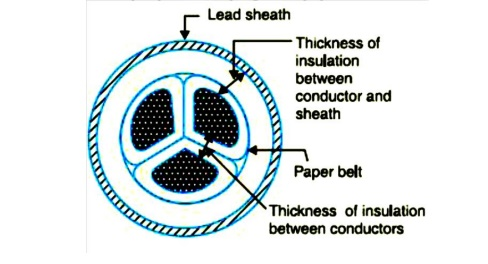 Lead sheath
Thickness of
insulation
between
conductor and
sheath
Paper belt
Thickness of insulation
between conductors